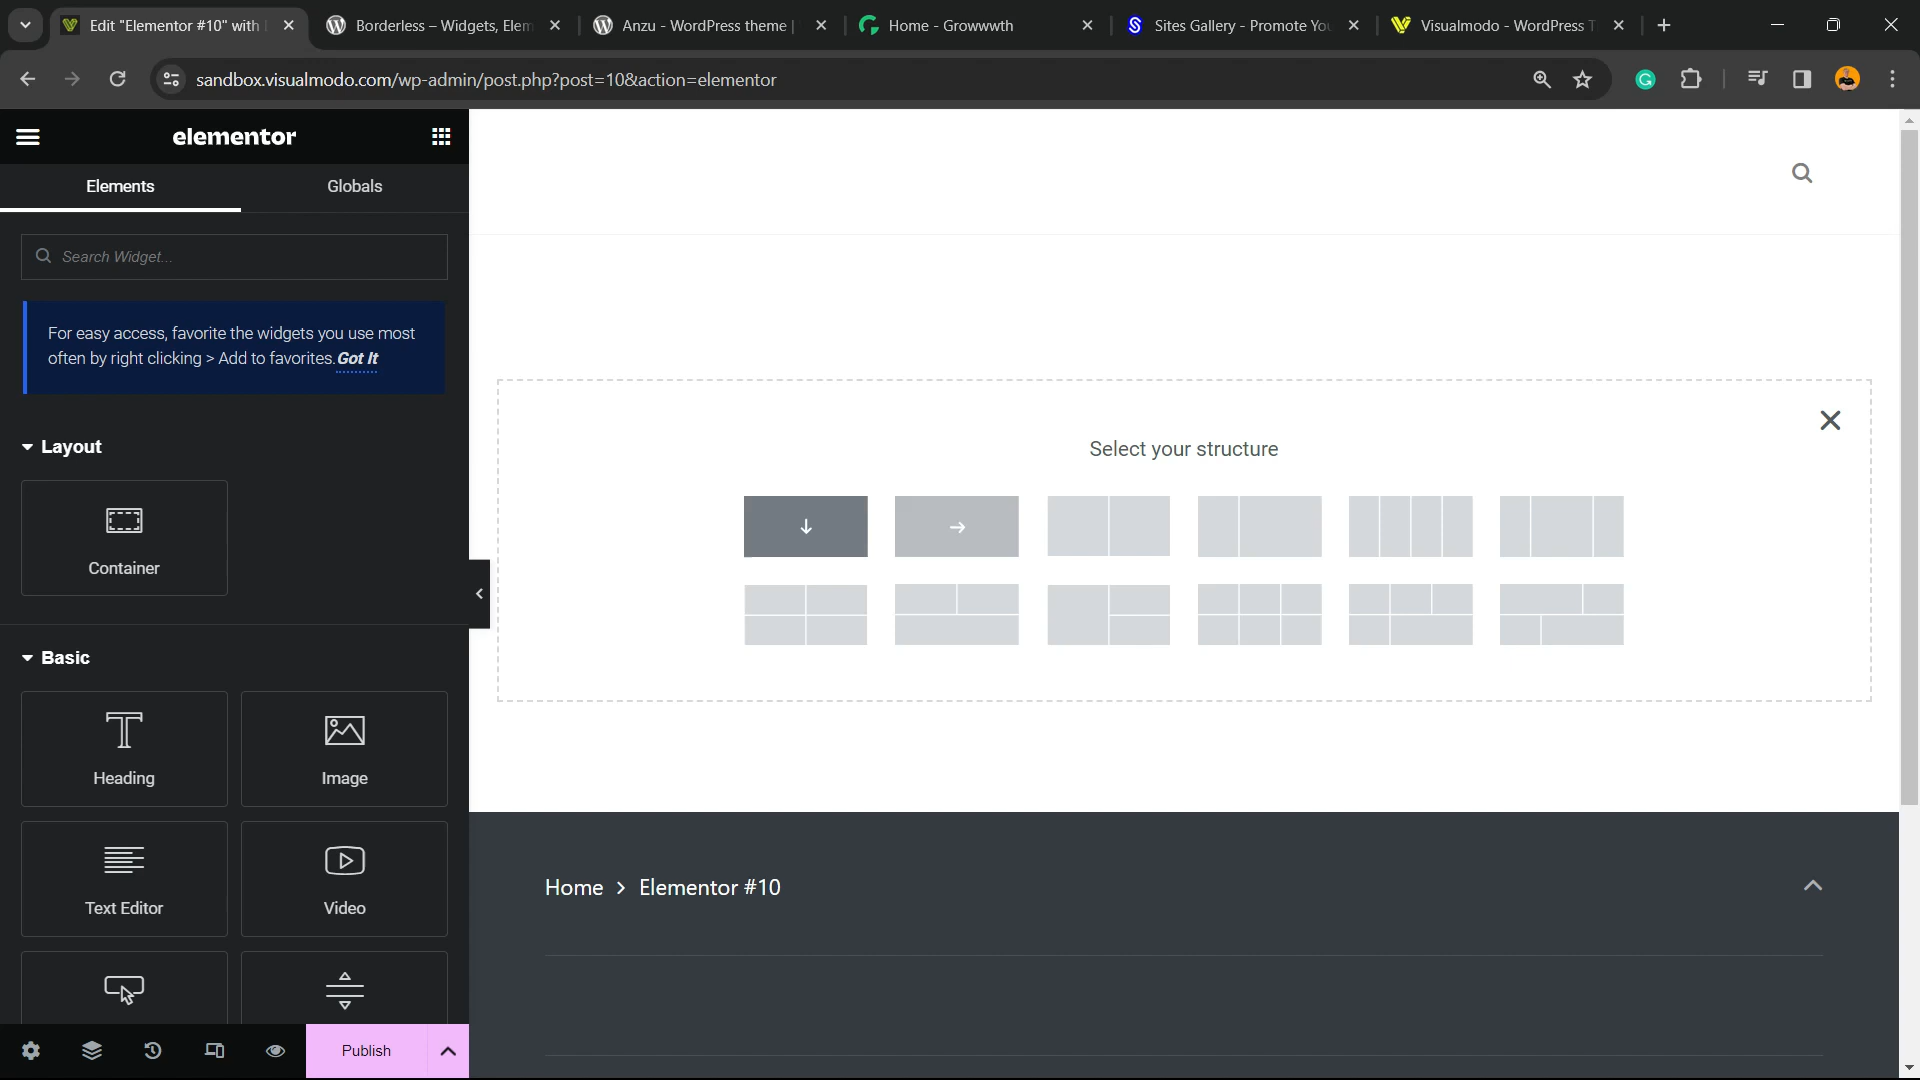 Edit "Elementor #10" with
Borderless – Widgets, Elem
Anzu - WordPress theme |
Home - Growwwth
Sites Gallery - Promote Yo
Visualmodo - WordPress T
sandbox.visualmodo.com/wp-admin/post.php?post=10&action=elementor
elementor
Elements
Globals
Search Widget...
For easy access, favorite the widgets you use most
often by right clicking > Add to favorites. Got It
Layout
Container
Basic
Heading
Image
Text Editor
Video
Publish
Select your structure
Home > Elementor #10